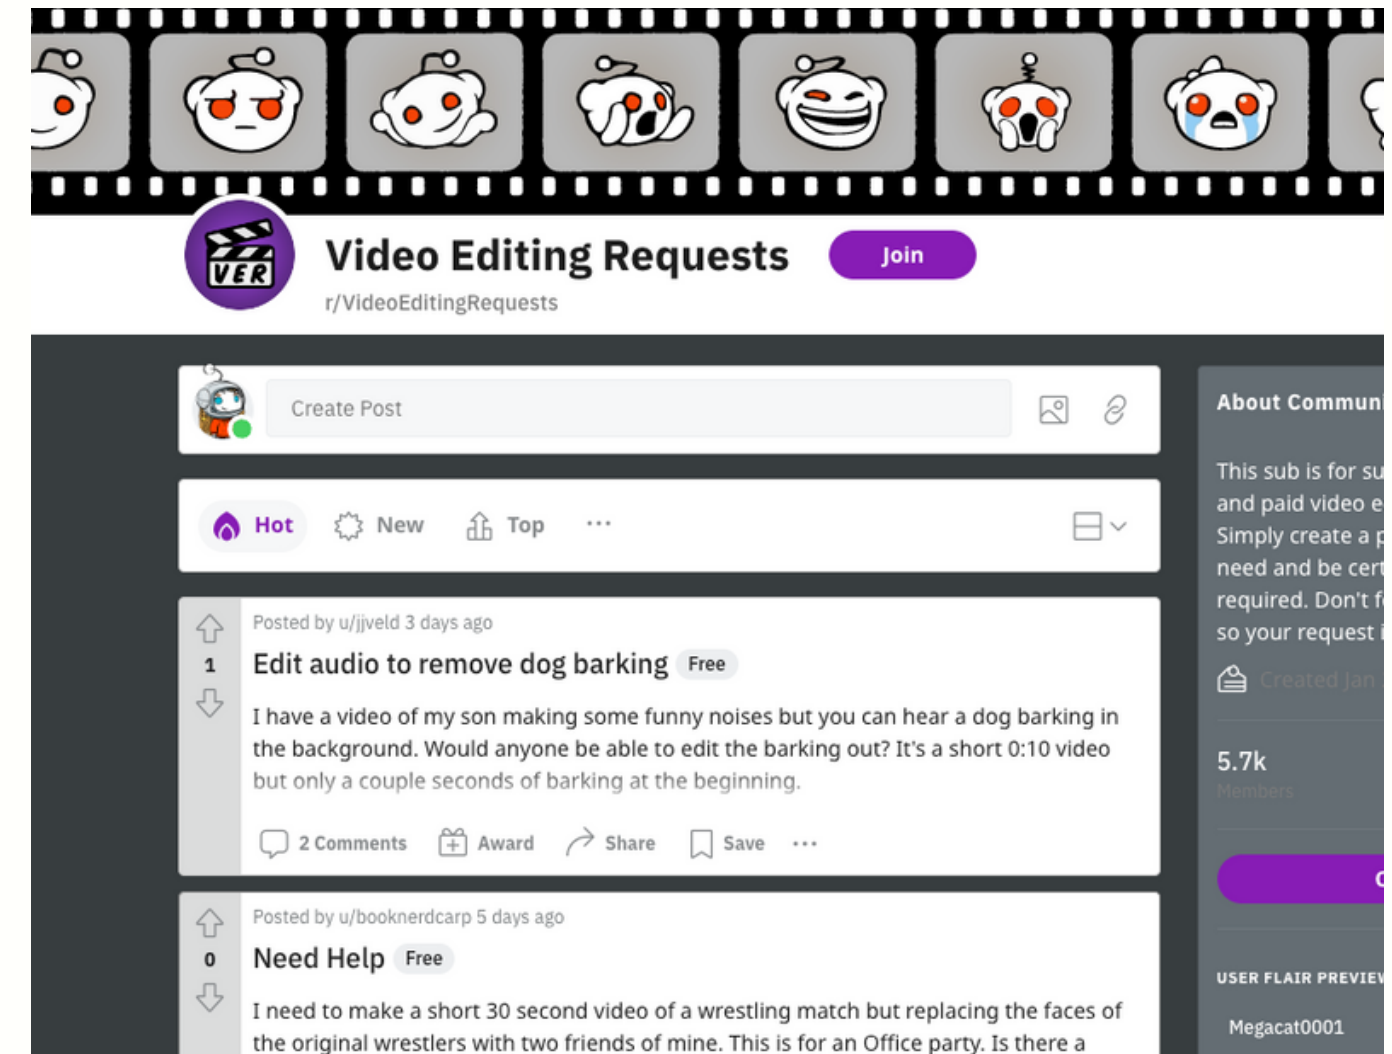 VER
Video Editing Requests
Join
r/VideoEditingRequests
Create Post
Hot
New
Top
Posted by u/jjveld 3 days ago
1
Edit audio to remove dog barking
Free
I have a video of my son making some funny noises but you can hear a dog barking in
the background. Would anyone be able to edit the barking out? It's a short 0:10 video
but only a couple seconds of barking at the beginning.
2 Comments
Award
Share
Save
Posted by u/booknerdcarp 5 days ago
0
Need Help
Free
I need to make a short 30 second video of a wrestling match but replacing the faces of
the original wrestlers with two friends of mine. This is for an Office party. Is there a
About Communi
This sub is for su
and paid video e
Simply create a p
need and be cert
required. Don't f
so your request i
Created Jan
5.7k
Members
USER FLAIR PREVIEW
Megacat0001